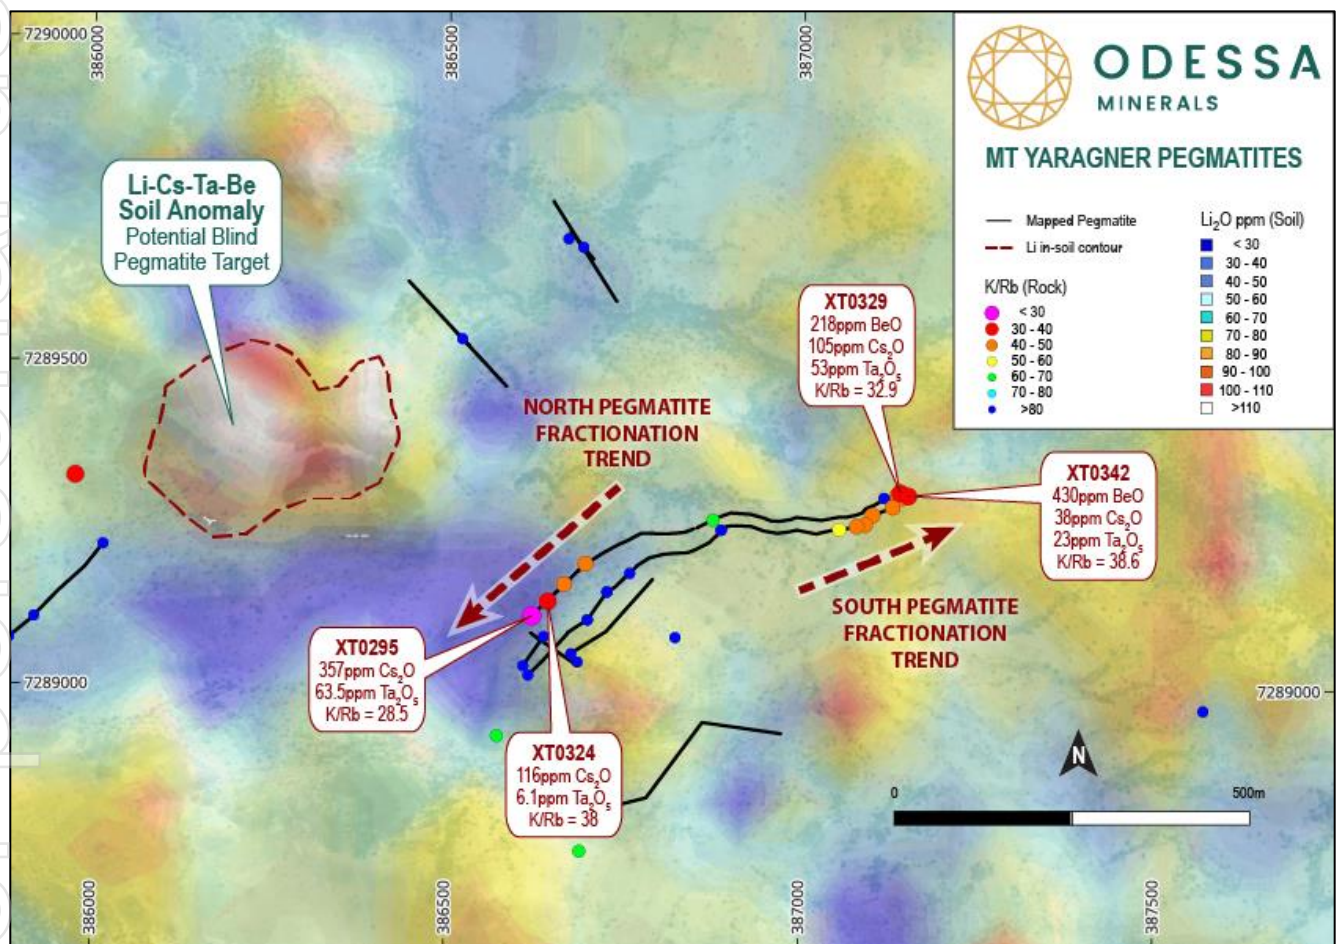 7290000
386000
386500
387000
ODESSA
MINERALS
MT YARAGNER PEGMATITES
Mapped Pegmatite
Li in-soil contour
K/Rb (Rock)
< 30
30 - 40
40 - 50
50 - 60
60 - 70
70 - 80
>80
Li₂O ppm (Soil)
< 30
30 - 40
40 - 50
50 - 60
60 - 70
70 - 80
80 - 90
90 - 100
100 - 110
>110
Li-Cs-Ta-Be
Soil Anomaly
Potential Blind
Pegmatite Target
7289500
XT0329
218ppm BeO
105ppm Cs₂O
53ppm Ta₂O₅
K/Rb = 32.9
NORTH PEGMATITE
FRACTIONATION
TREND
XT0342
430ppm BeO
38ppm Cs₂O
23ppm Ta₂O₅
K/Rb = 38.6
SOUTH PEGMATITE
FRACTIONATION
TREND
XT0295
357ppm Cs₂O
63.5ppm Ta₂O₅
K/Rb = 28.5
7289000
7289000
XT0324
116ppm Cs₂O
6.1ppm Ta₂O₅
K/Rb = 38
N
0
500m
386000
386500
387000
387500